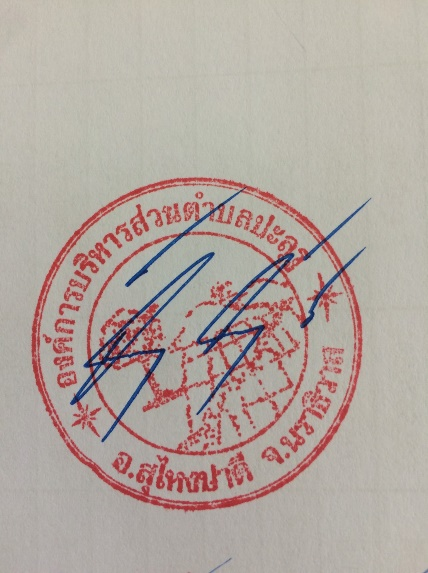 องค์การบริหารส่วนตำบลปะลุรู
อ.สุไหงปาดี จ.นราธิวาส